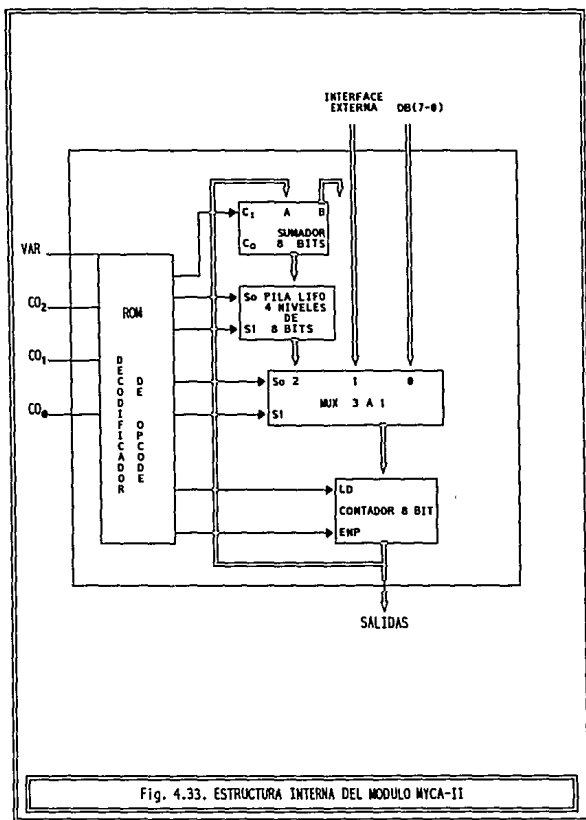 INTERFACE
EXTERNA DB(7-0)
CI A B
SUMADOR
CO 8 BITS
VAR
ROM
CO2
So PILA LIFO
4 NIVELES
DE
S1 8 BITS
CO1
DECODIFICADOR
DE OPCODE
So 2 1 0
MUX 3 A 1
S1
CO0
LD
CONTADOR 8 BIT
ENP
SALIDAS
Fig. 4.33. ESTRUCTURA INTERNA DEL MODULO MYCA-II